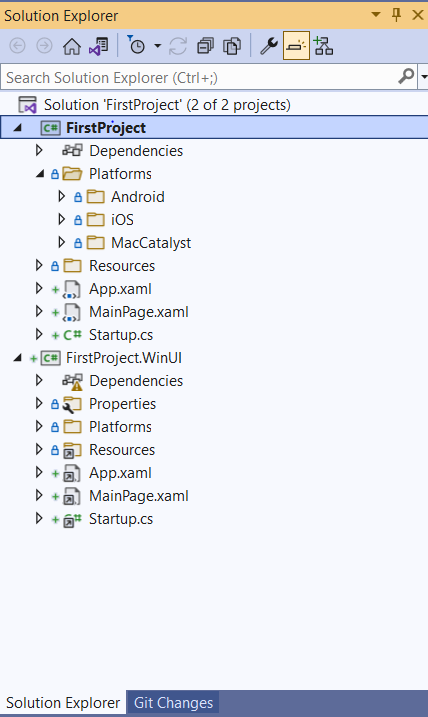 Solution Explorer
Search Solution Explorer (Ctrl+;)
Solution 'FirstProject' (2 of 2 projects)
C# FirstProject
Dependencies
Platforms
Android
iOS
MacCatalyst
Resources
App.xaml
MainPage.xaml
C# Startup.cs
C# FirstProject.WinUI
Dependencies
Properties
Platforms
Resources
App.xaml
MainPage.xaml
Startup.cs
Solution Explorer Git Changes